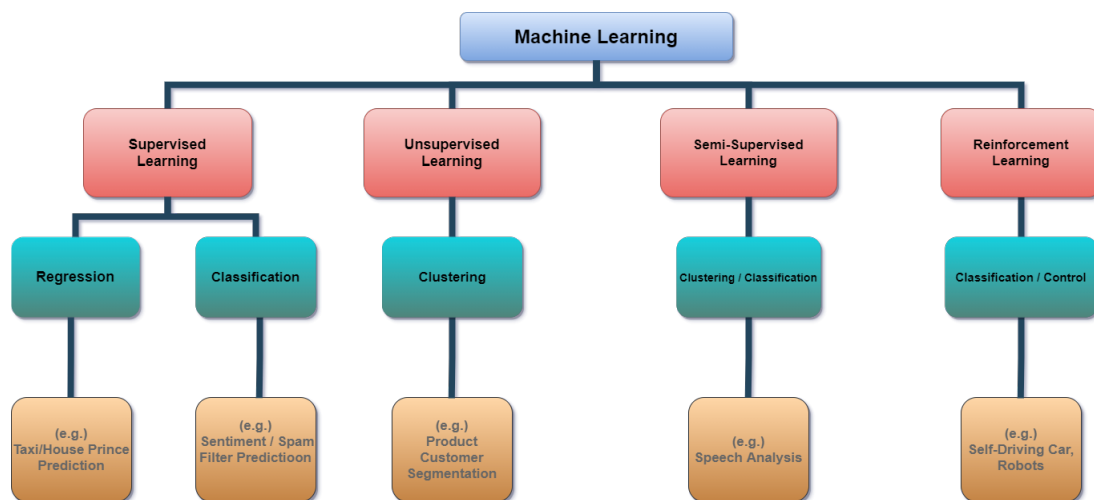 Machine Learning
Supervised
Learning
Unsupervised
Learning
Semi-Supervised
Learning
Reinforcement
Learning
Regression
Classification
Clustering
Clustering / Classification
Classification / Control
(e.g.)
Taxi/House Prince
Prediction
(e.g.)
Sentiment / Spam
Filter Predictioon
(e.g.)
Product
Customer
Segmentation
(e.g.)
Speech Analysis
(e.g.)
Self-Driving Car,
Robots